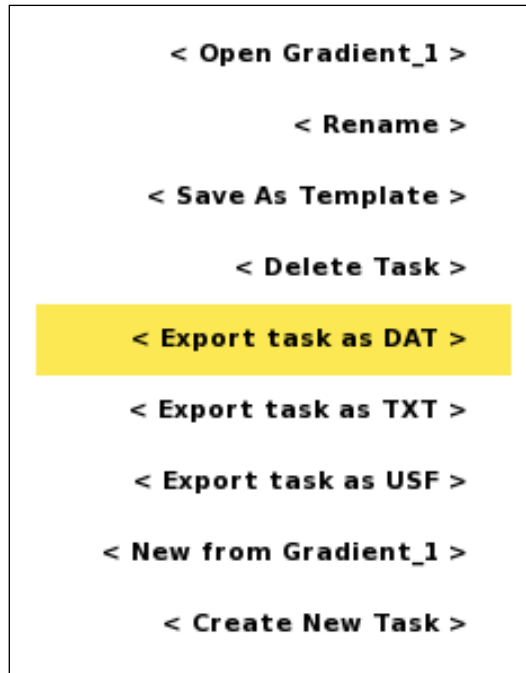 < Open Gradient_1 >
< Rename >
< Save As Template >
< Delete Task >
< Export task as DAT >
< Export task as TXT >
< Export task as USF >
< New from Gradient_1 >
< Create New Task >